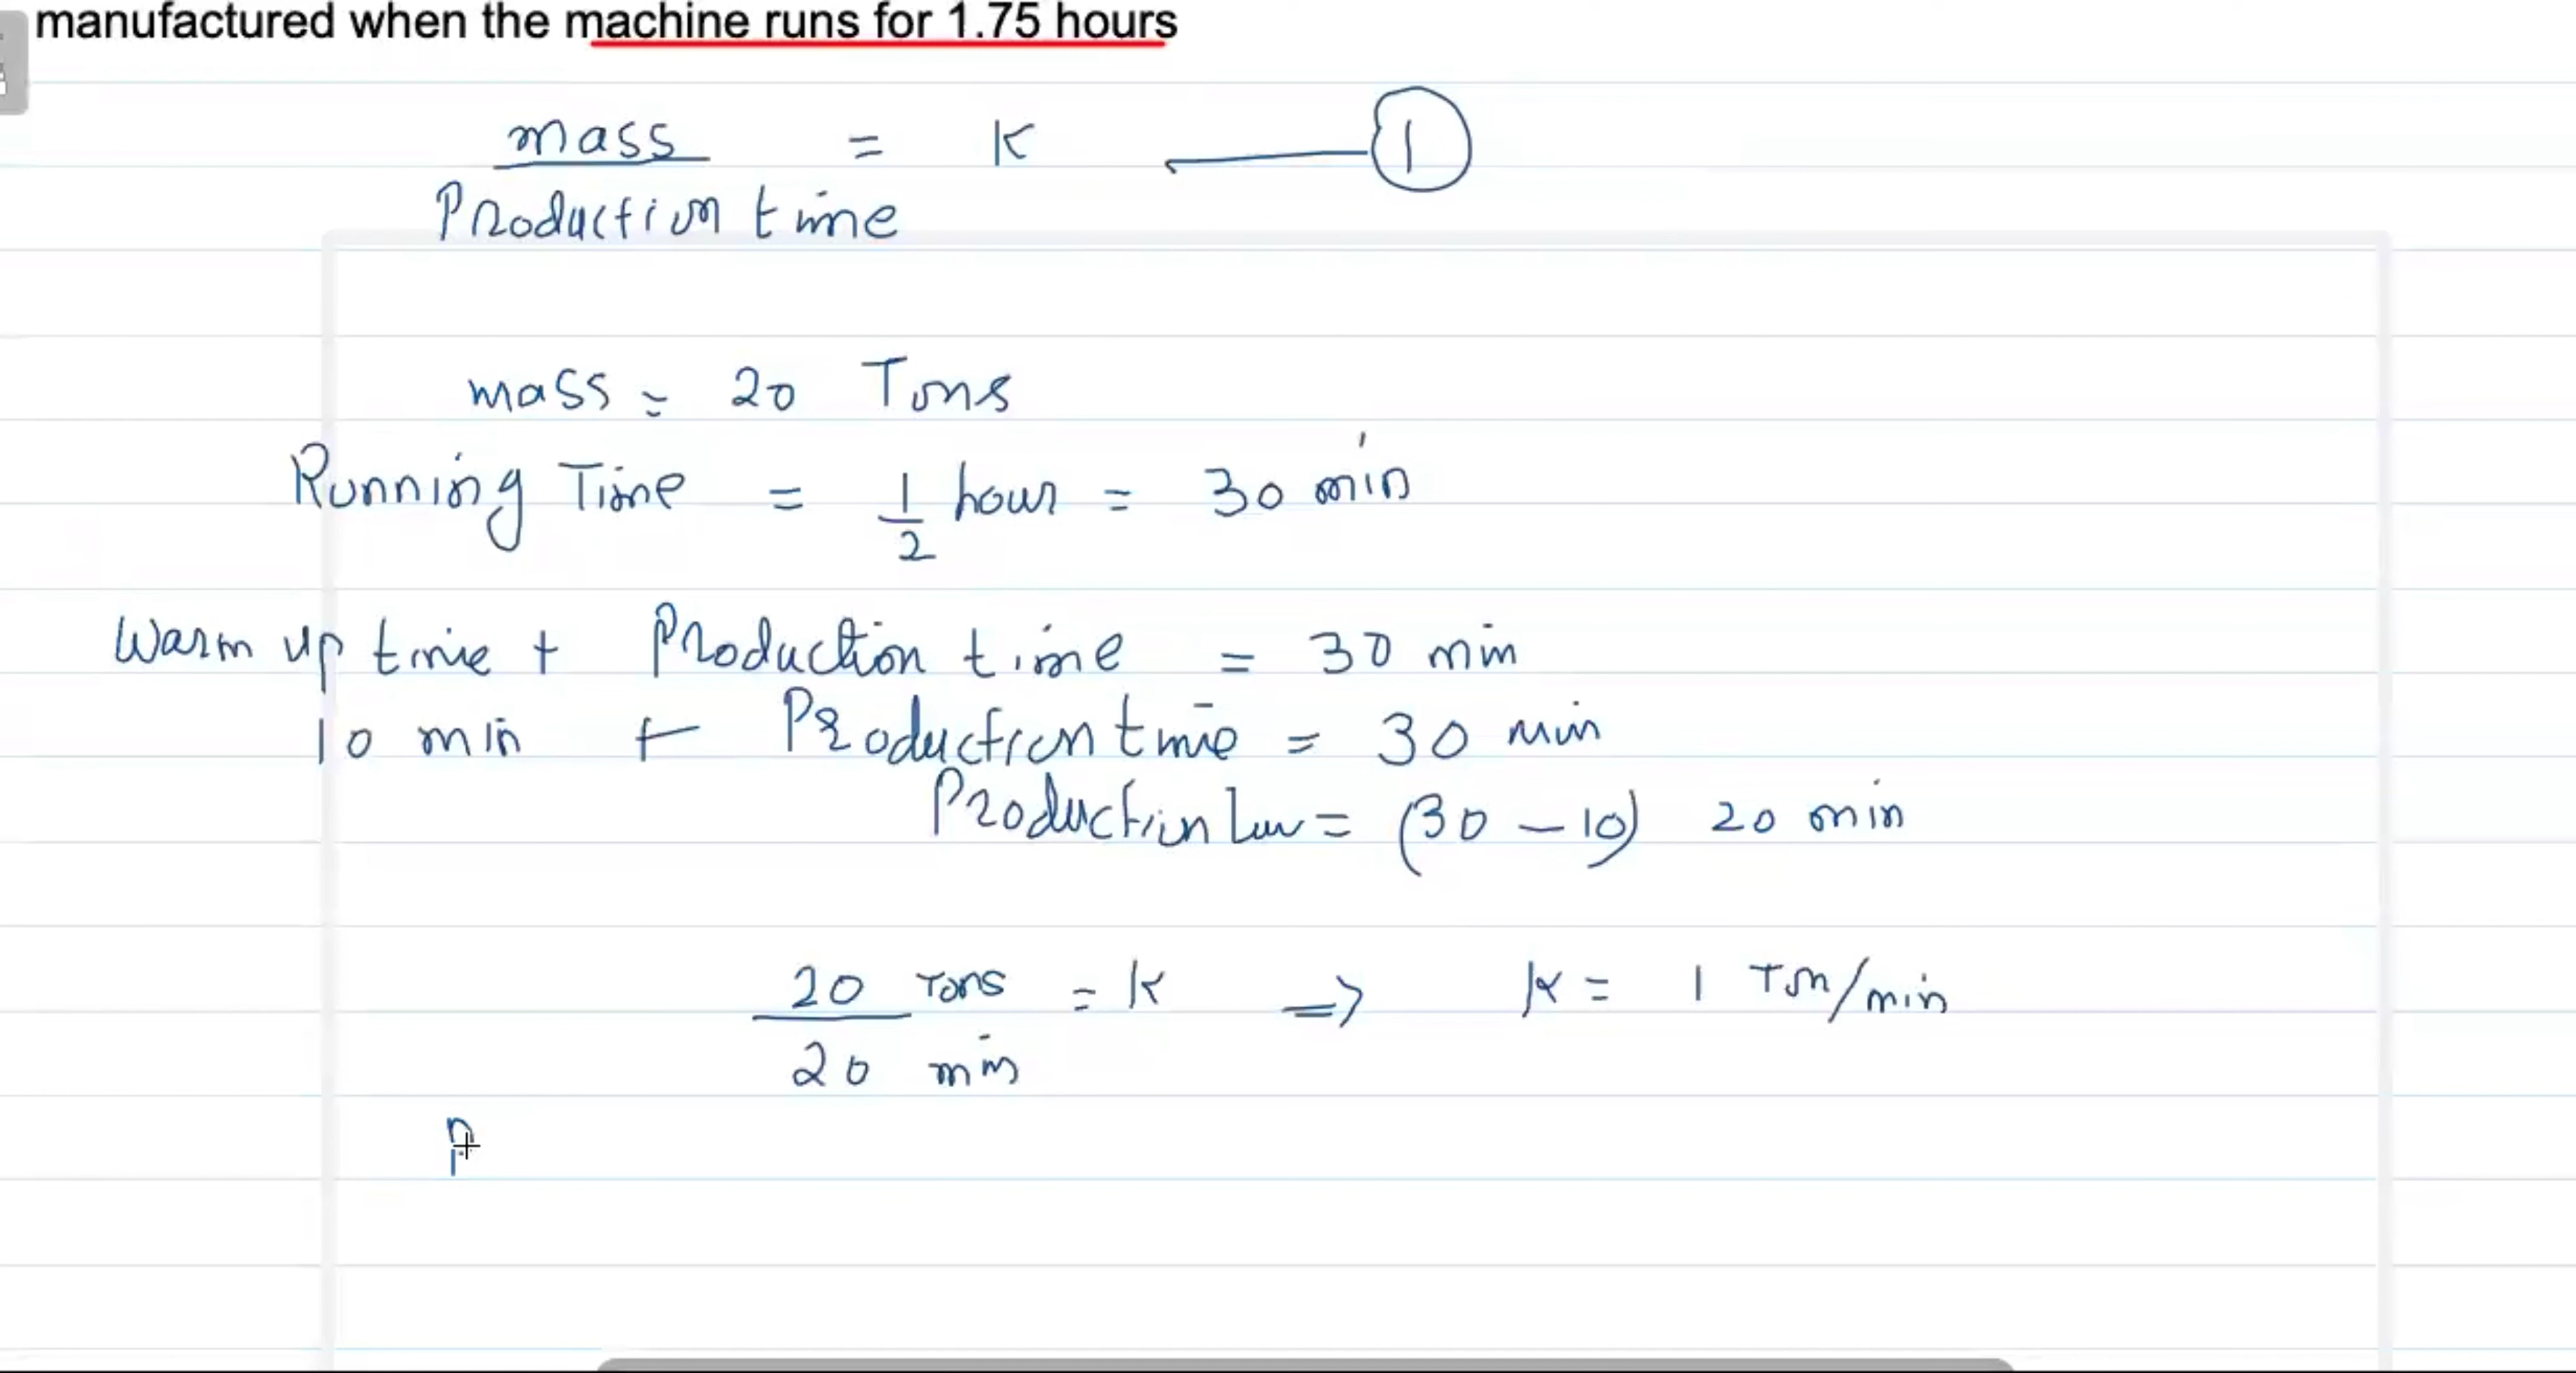 manufactured when the machine runs for 1.75 hours
mass = K ← 1
Production time
mass = 20 Tons
Running Time = 1/2 hour = 30 min
Warm up time + Production time = 30 min
10 min + Production time = 30 min
Production = (30 - 10) 20 min
20 Tons = K ⇒ K = 1 Ton/min
20 min
P